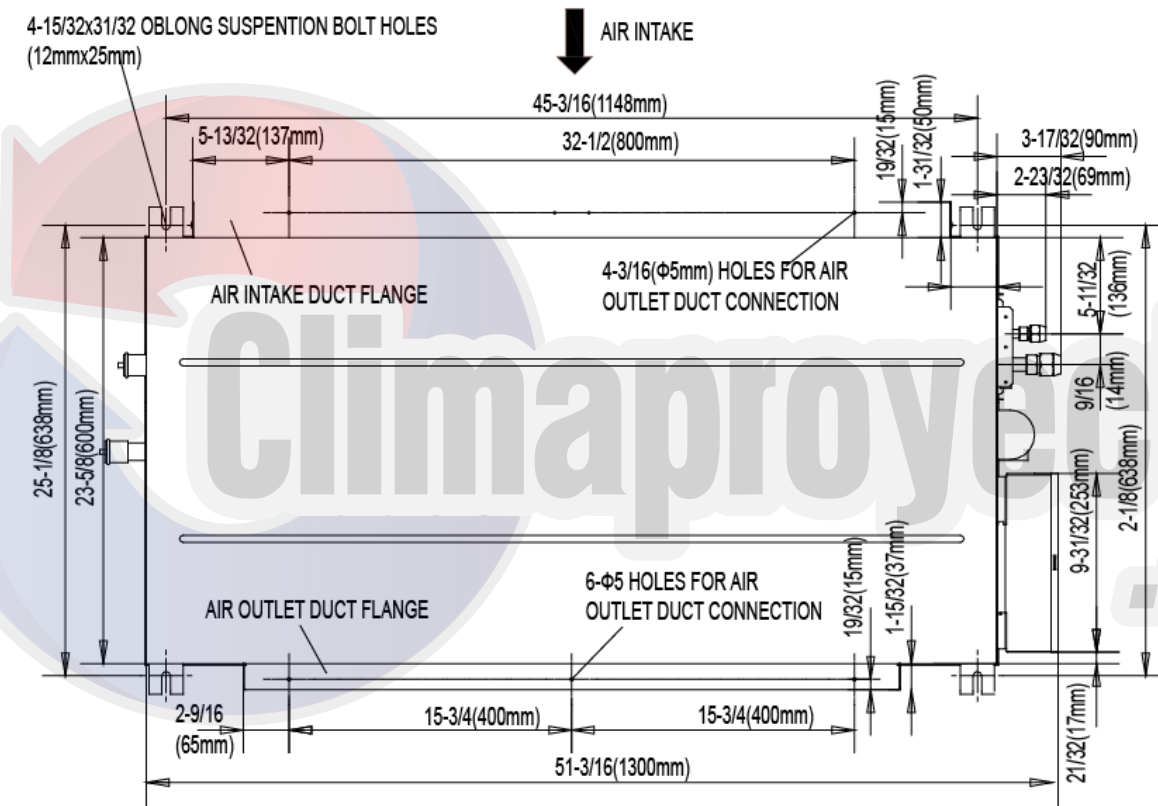 4-15/32x31/32 OBLONG SUSPENTION BOLT HOLES
(12mmx25mm)
AIR INTAKE
45-3/16(1148mm)
5-13/32(137mm)
32-1/2(800mm)
19/32(15mm)
1-31/32(50mm)
3-17/32(90mm)
2-23/32(69mm)
4-3/16(Φ5mm) HOLES FOR AIR
OUTLET DUCT CONNECTION
AIR INTAKE DUCT FLANGE
5-11/32
(136mm)
Climaproyec
9/16
(14mm)
25-1/8(638mm)
23-5/8(600mm)
2-1/8(638mm)
9-31/32(253mm)
6-Φ5 HOLES FOR AIR
OUTLET DUCT CONNECTION
AIR OUTLET DUCT FLANGE
19/32(15mm)
1-15/32(37mm)
2-9/16
(65mm)
15-3/4(400mm)
15-3/4(400mm)
21/32(17mm)
51-3/16(1300mm)